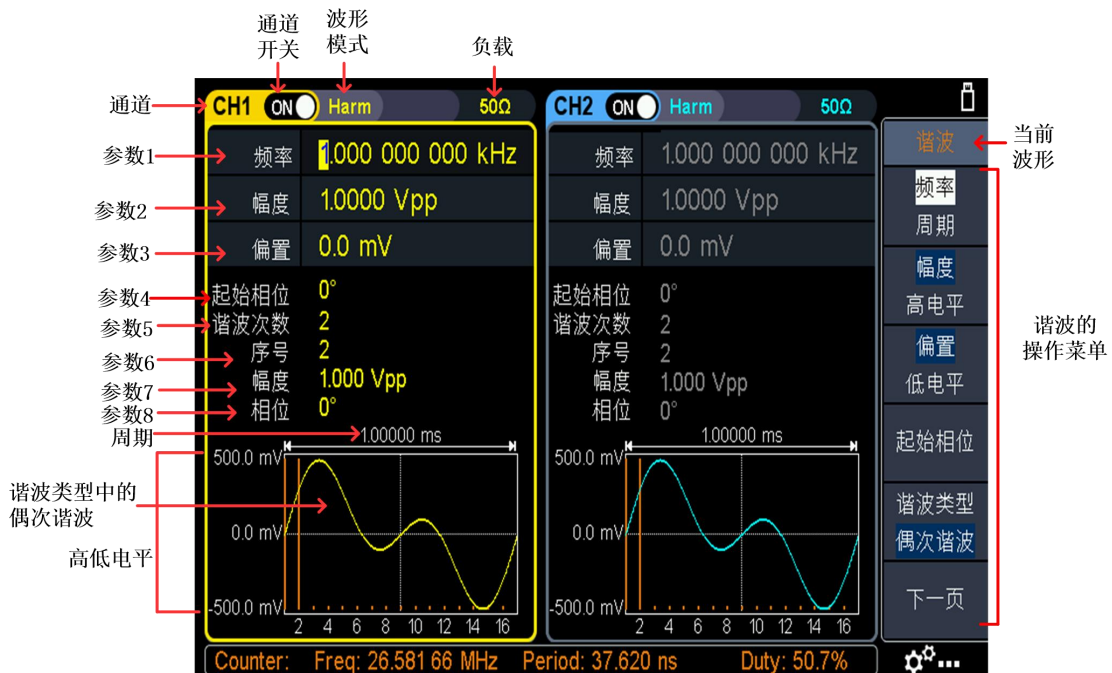 通道
开关
波形
模式
负载
通道
CH1 ON Harm 50Ω
CH2 ON Harm 50Ω
参数1
频率 1.000 000 000 kHz
频率 1.000 000 000 kHz
谐波
当前
波形
参数2
幅度 1.0000 Vpp
幅度 1.0000 Vpp
频率
周期
参数3
偏置 0.0 mV
偏置 0.0 mV
幅度
高电平
参数4
起始相位 0°
起始相位 0°
参数5
谐波次数 2
谐波次数 2
谐波的
操作菜单
参数6
序号 2
序号 2
偏置
低电平
参数7
幅度 1.000 Vpp
幅度 1.000 Vpp
参数8
相位 0°
相位 0°
周期
1.00000 ms
1.00000 ms
起始相位
500.0 mV
500.0 mV
谐波类型中的
偶次谐波
谐波类型
偶次谐波
0.0 mV
0.0 mV
高低电平
下一页
-500.0 mV
-500.0 mV
2 4 6 8 10 12 14 16
2 4 6 8 10 12 14 16
Counter: Freq: 26.581 66 MHz Period: 37.620 ns Duty: 50.7%